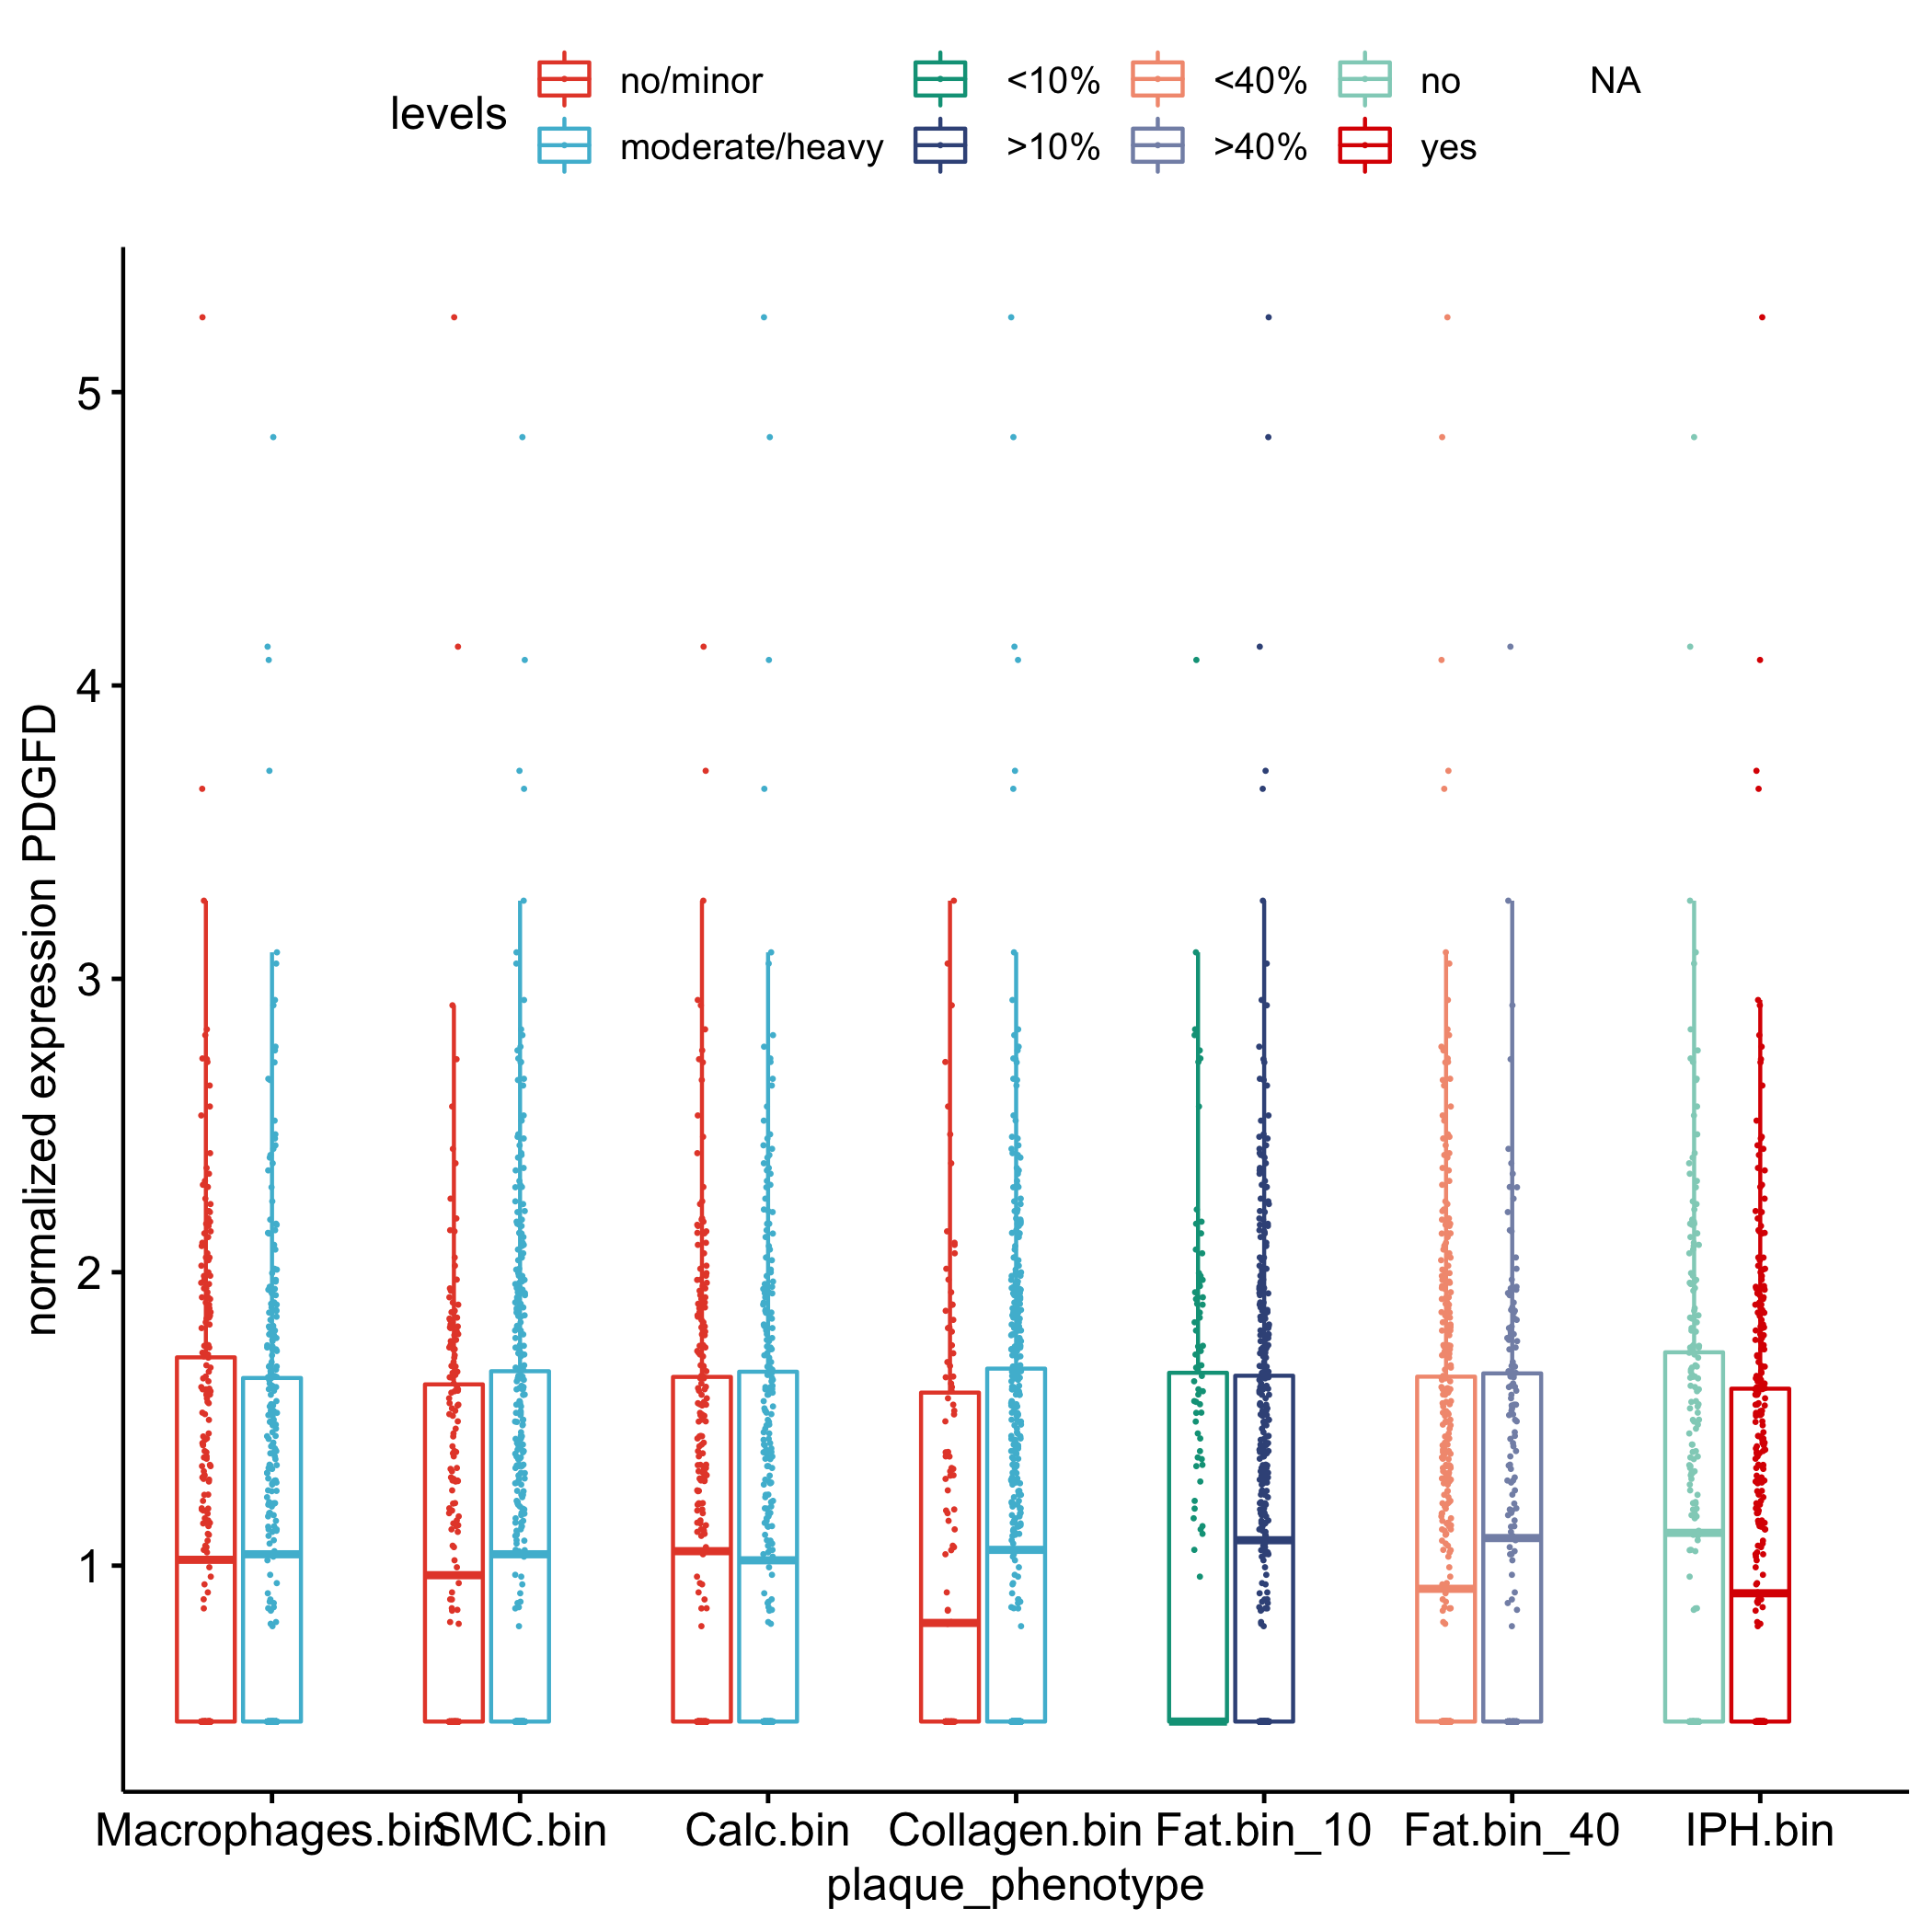 levels
no/minor <10% <40% no NA
moderate/heavy >10% >40% yes
normalized expression PDGFD
5
4
3
2
1
Macrophages.bin SMC.bin Calc.bin Collagen.bin Fat.bin_10 Fat.bin_40 IPH.bin
plaque_phenotype